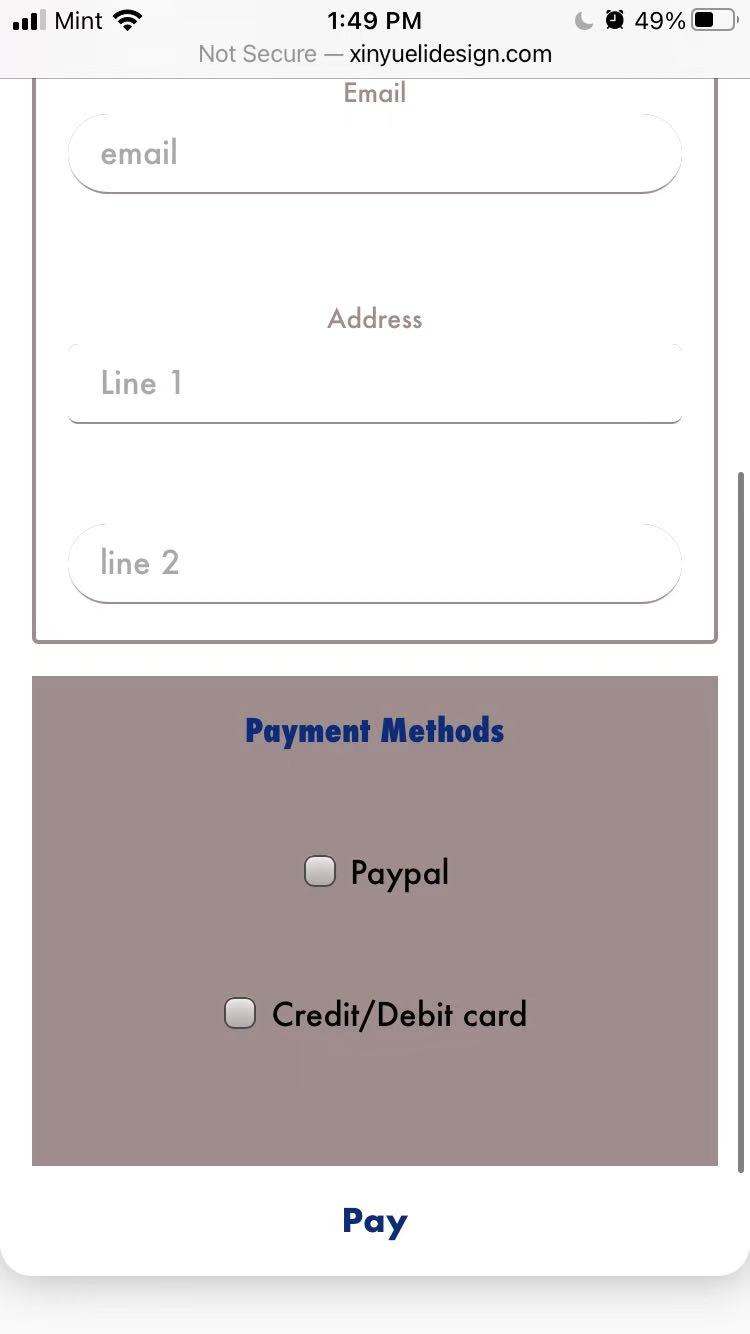 Mint 1:49 PM 49%
Not Secure — xinyuelidesign.com
Email
email
Address
Line 1
line 2
Payment Methods
Paypal
Credit/Debit card
Pay